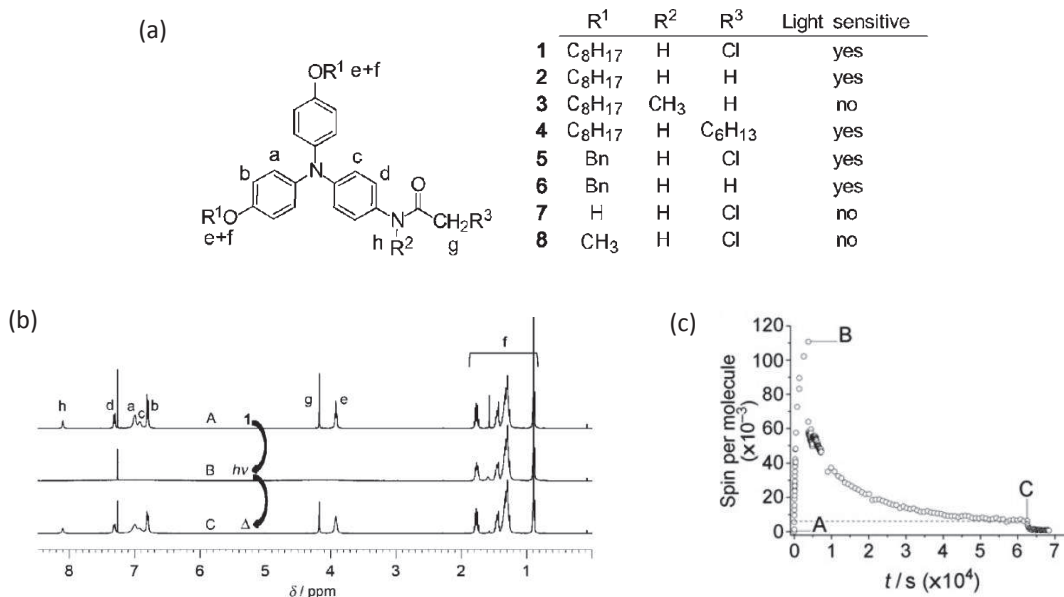 (a)
OR¹ e+f
a
b
c
d
N
O
R¹O
e+f
h
N
R²
CH₂R³
g
R¹ R² R³ Light sensitive
1 C₈H₁₇ H Cl yes
2 C₈H₁₇ H H yes
3 C₈H₁₇ CH₃ H no
4 C₈H₁₇ H C₆H₁₃ yes
5 Bn H Cl yes
6 Bn H H yes
7 H H Cl no
8 CH₃ H Cl no
(b)
f
h d a c b g e
A 1
B hν
C Δ
8 7 6 5 4 3 2 1
δ / ppm
(c)
Spin per molecule
(×10⁻³)
120
100
80
60
40
20
0
B
C
A
0 1 2 3 4 5 6 7
t / s (×10⁴)